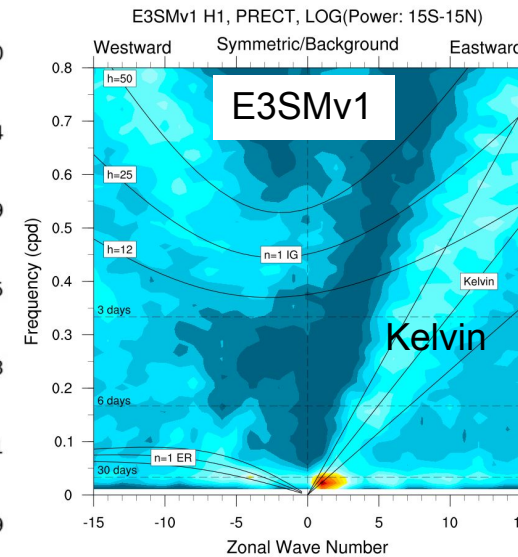 E3SMv1 H1, PRECT, LOG(Power: 15S-15N)
Westward Symmetric/Background Eastward
E3SMv1
h=50
h=25
h=12
n=1 IG
Kelvin
3 days
Kelvin
6 days
n=1 ER
30 days
Frequency (cpd)
0.8
0.7
0.6
0.5
0.4
0.3
0.2
0.1
0
-15 -10 -5 0 5 10
Zonal Wave Number